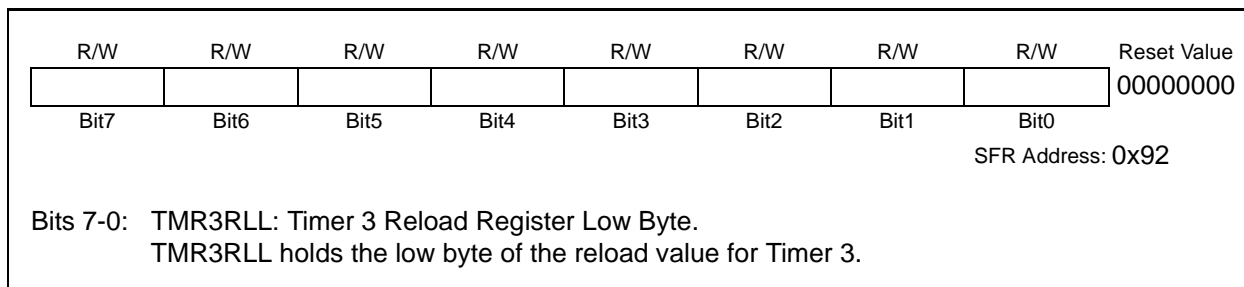 R/W R/W R/W R/W R/W R/W R/W R/W Reset Value
00000000
Bit7 Bit6 Bit5 Bit4 Bit3 Bit2 Bit1 Bit0
SFR Address: 0x92
Bits 7-0: TMR3RLL: Timer 3 Reload Register Low Byte.
TMR3RLL holds the low byte of the reload value for Timer 3.